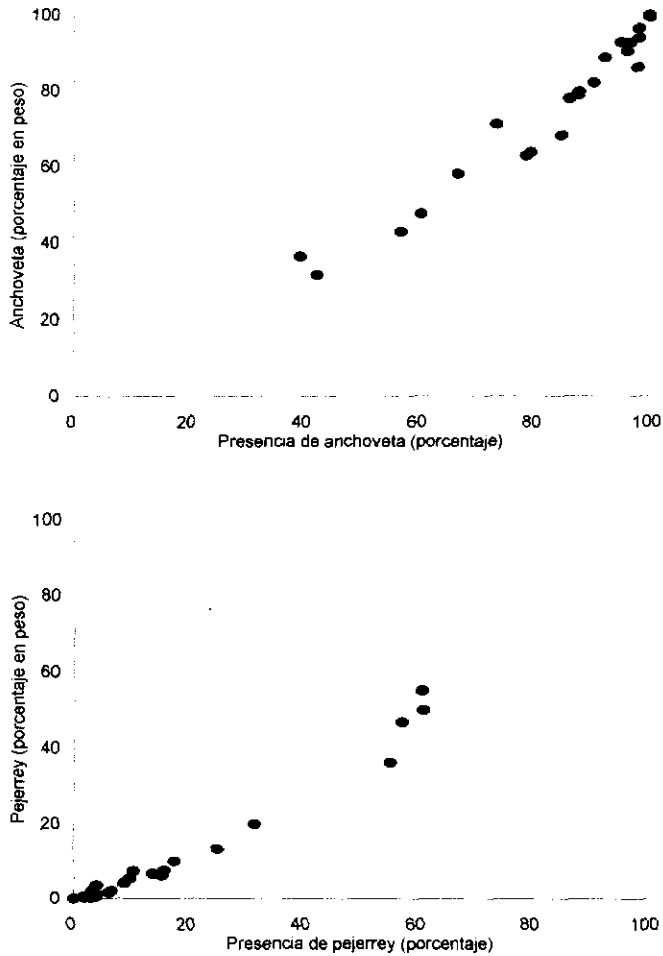 100
80
60
40
20
0
Anchoveta (porcentaje en peso)
0 20 40 60 80 100
Presencia de anchoveta (porcentaje)
100
80
60
40
20
0
Pejerrey (porcentaje en peso)
0 20 40 60 80 100
Presencia de pejerrey (porcentaje)